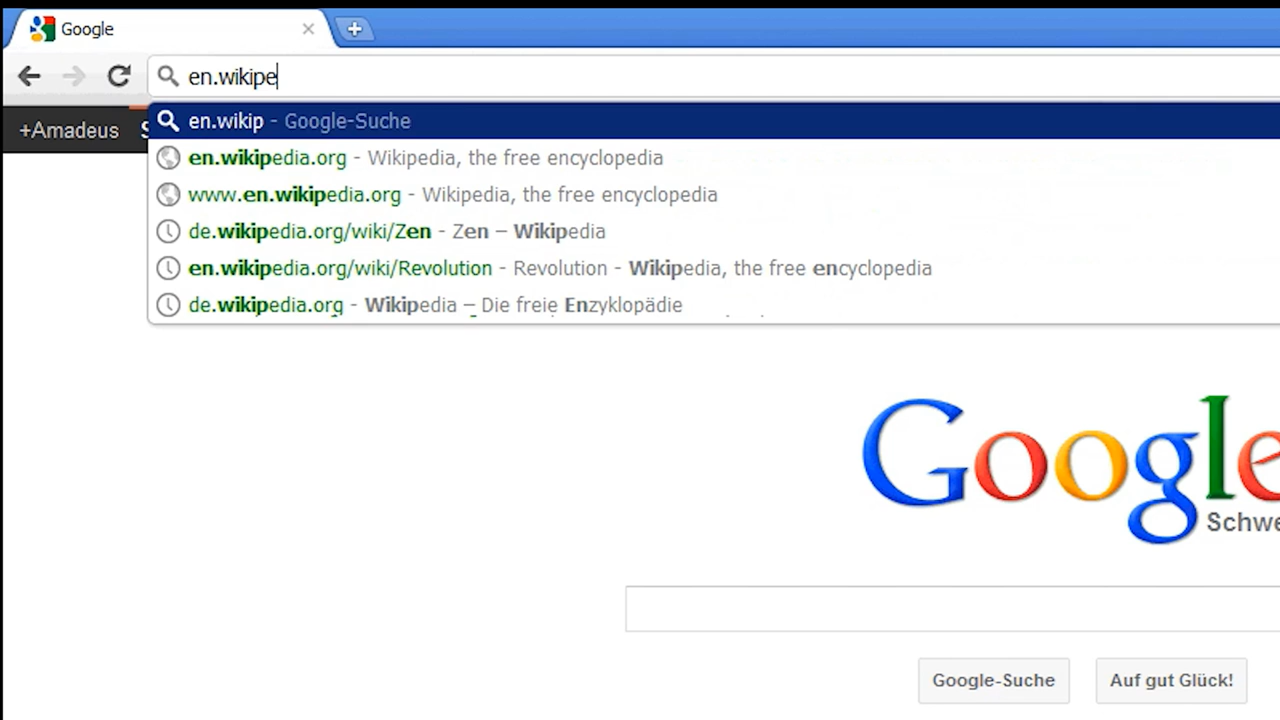 Google
en.wikipe
+Amadeus S
en.wikip - Google-Suche
en.wikipedia.org - Wikipedia, the free encyclopedia
www.en.wikipedia.org - Wikipedia, the free encyclopedia
de.wikipedia.org/wiki/Zen - Zen – Wikipedia
en.wikipedia.org/wiki/Revolution - Revolution - Wikipedia, the free encyclopedia
de.wikipedia.org - Wikipedia – Die freie Enzyklopädie
Google
Schwe
Google-Suche Auf gut Glück!